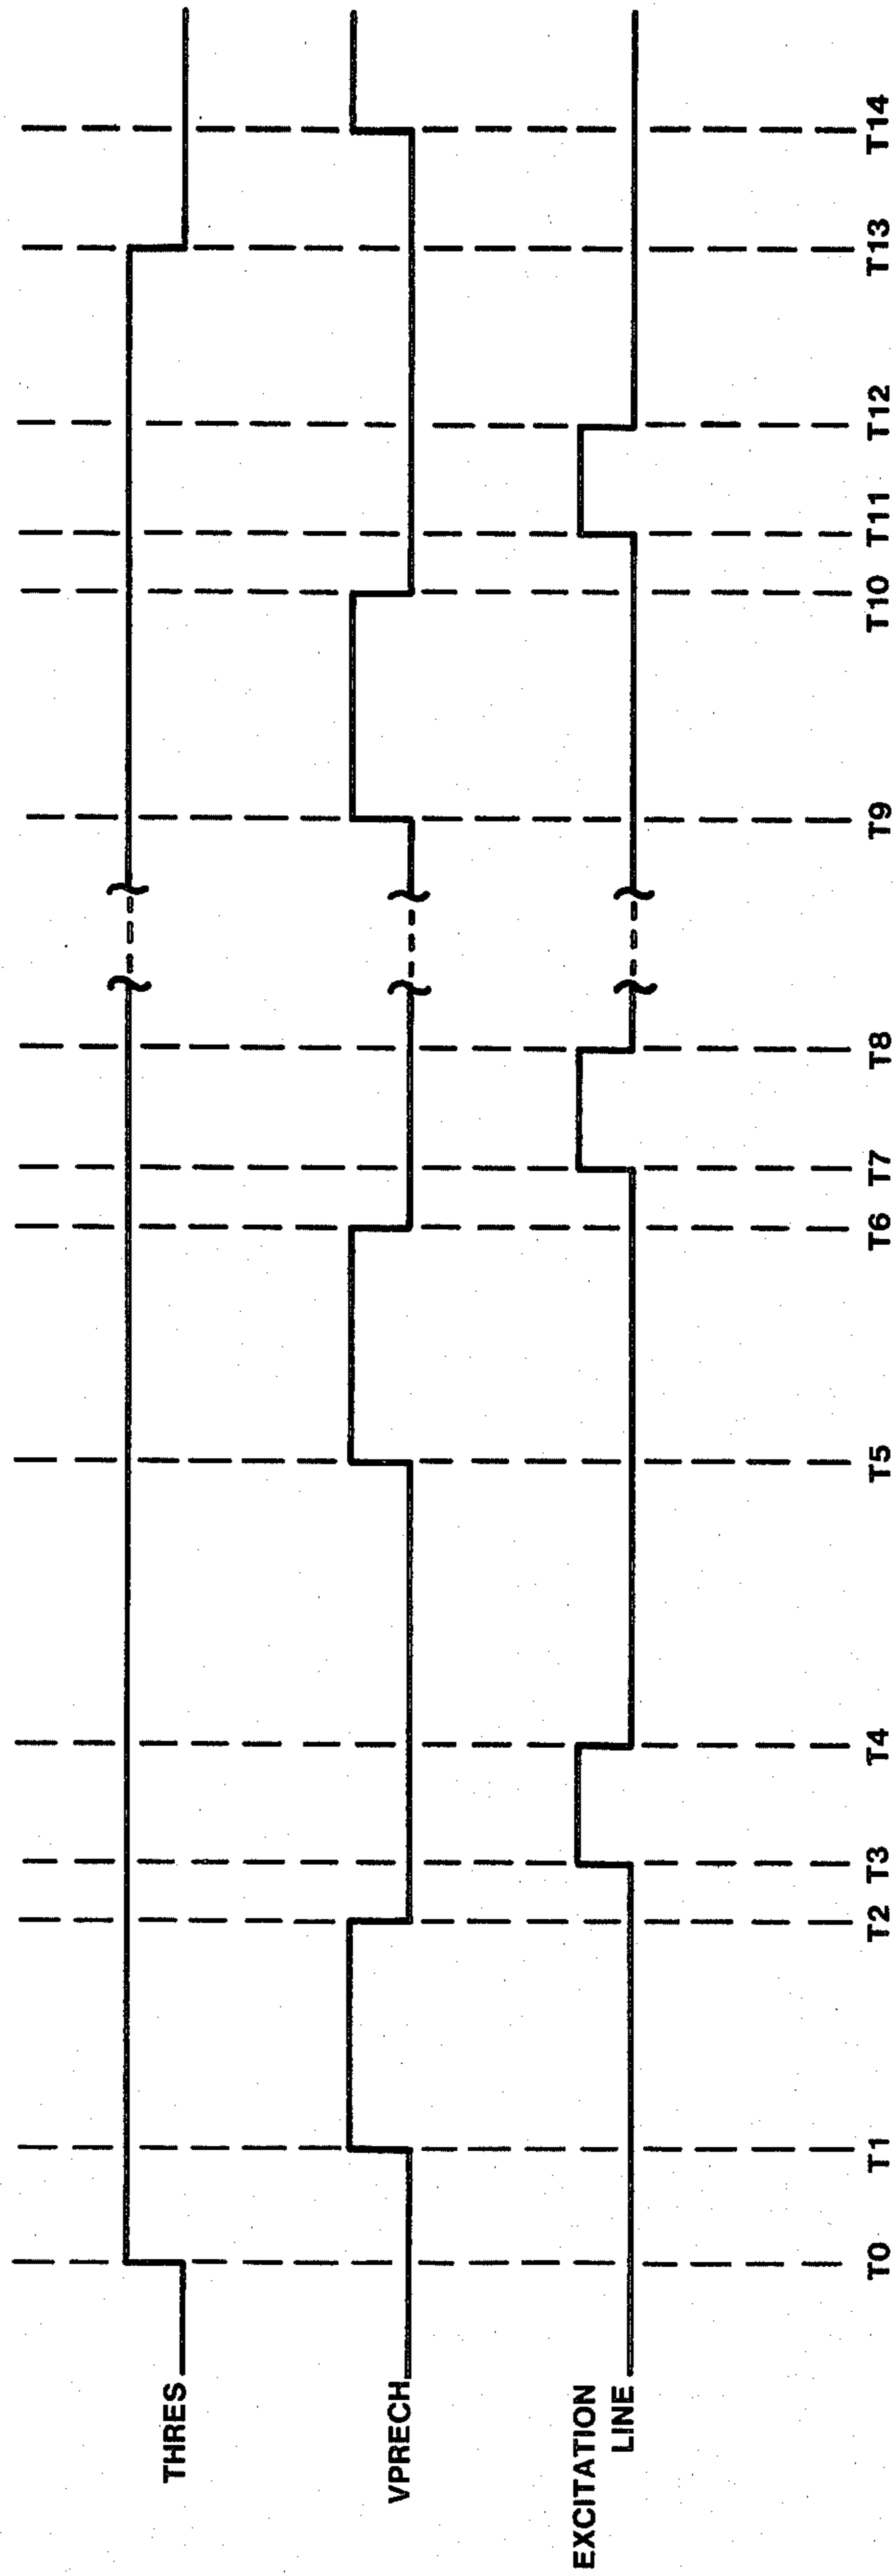 THRES
VPRECH
EXCITATION
LINE
T0 T1 T2 T3 T4 T5 T6 T7 T8 T9 T10 T11 T12 T13 T14